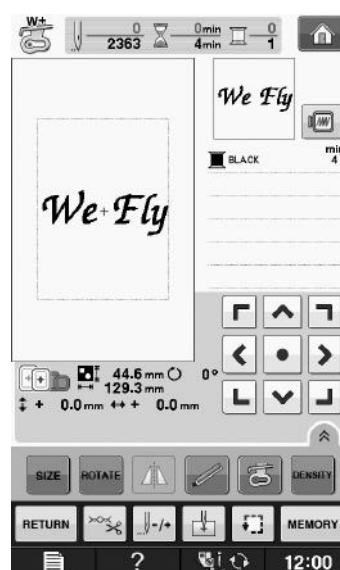 W+
0
2363
0min
4min
0
1
We Fly
min
BLACK 4
We Fly
44.6 mm 0°
129.3 mm
+ 0.0 mm + 0.0 mm
SIZE ROTATE DENSITY
RETURN -/+ MEMORY
? i 12:00